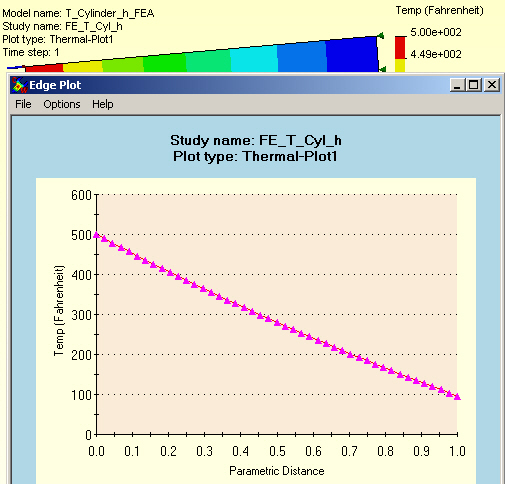 Model name: T_Cylinder_h_FEA
Study name: FE_T_Cyl_h
Plot type: Thermal-Plot1
Time step: 1
Temp (Fahrenheit)
5.00e+002
4.49e+002
Edge Plot
File Options Help
Study name: FE_T_Cyl_h
Plot type: Thermal-Plot1
600
500
400
300
200
100
0
Temp (Fahrenheit)
0.0 0.1 0.2 0.3 0.4 0.5 0.6 0.7 0.8 0.9 1.0
Parametric Distance